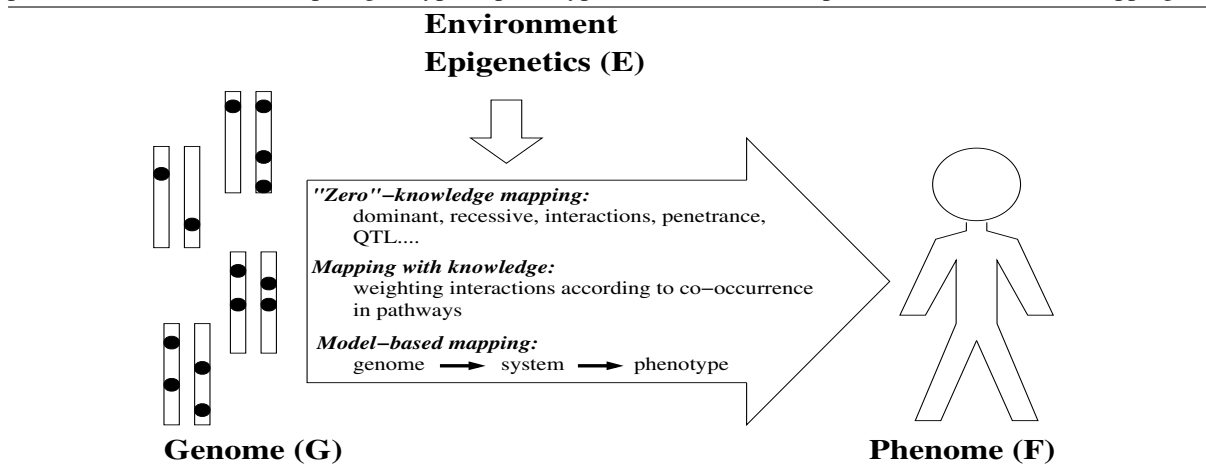 Environment
Epigenetics (E)
"Zero"−knowledge mapping:
dominant, recessive, interactions, penetrance,
QTL....
Mapping with knowledge:
weighting interactions according to co−occurrence
in pathways
Model−based mapping:
genome system phenotype
Genome (G) Phenome (F)